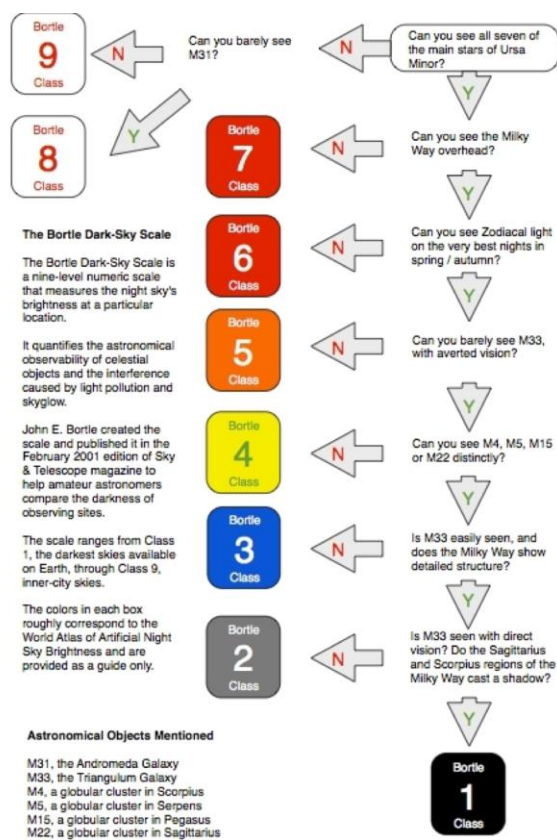 Bortle
9
Class
N
Can you barely see
M31?
N
Can you see all seven of
the main stars of Ursa
Minor?
Y
Y
Bortle
8
Class
Bortle
7
Class
N
Can you see the Milky
Way overhead?
Y
Bortle
6
Class
N
Can you see Zodiacal light
on the very best nights in
spring / autumn?
Y
Bortle
5
Class
N
Can you barely see M33,
with averted vision?
Y
Bortle
4
Class
N
Can you see M4, M5, M15
or M22 distinctly?
Y
Bortle
3
Class
N
Is M33 easily seen, and
does the Milky Way show
detailed structure?
Y
Bortle
2
Class
N
Is M33 seen with direct
vision? Do the Sagittarius
and Scorpius regions of the
Milky Way cast a shadow?
Y
Bortle
1
Class
The Bortle Dark-Sky Scale
The Bortle Dark-Sky Scale is
a nine-level numeric scale
that measures the night sky's
brightness at a particular
location.
It quantifies the astronomical
observability of celestial
objects and the interference
caused by light pollution and
skyglow.
John E. Bortle created the
scale and published it in the
February 2001 edition of Sky
& Telescope magazine to
help amateur astronomers
compare the darkness of
observing sites.
The scale ranges from Class
1, the darkest skies available
on Earth, through Class 9,
inner-city skies.
The colors in each box
roughly correspond to the
World Atlas of Artificial Night
Sky Brightness and are
provided as a guide only.
Astronomical Objects Mentioned
M31, the Andromeda Galaxy
M33, the Triangulum Galaxy
M4, a globular cluster in Scorpius
M5, a globular cluster in Serpens
M15, a globular cluster in Pegasus
M22, a globular cluster in Sagittarius